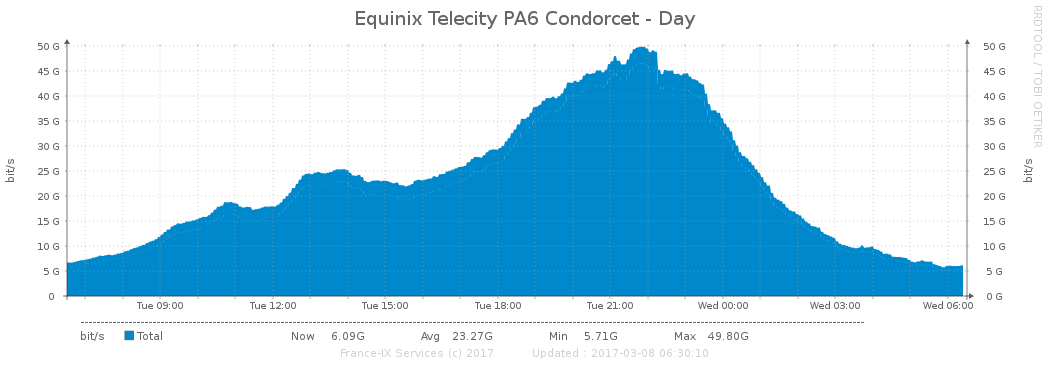 Equinix Telecity PA6 Condorcet - Day
RRDTOOL / TOBI OETIKER
50 G 50 G
45 G 45 G
40 G 40 G
35 G 35 G
30 G 30 G
25 G 25 G
20 G 20 G
15 G 15 G
10 G 10 G
5 G 5 G
0 0 G
bit/s
bit/s
Tue 09:00 Tue 12:00 Tue 15:00 Tue 18:00 Tue 21:00 Wed 00:00 Wed 03:00 Wed 06:00
bit/s Total Now 6.09G Avg 23.27G Min 5.71G Max 49.80G
France-IX Services (c) 2017 Updated : 2017-03-08 06:30:10